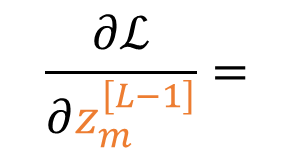 ∂ℒ
∂z_m^{[L−1]} =